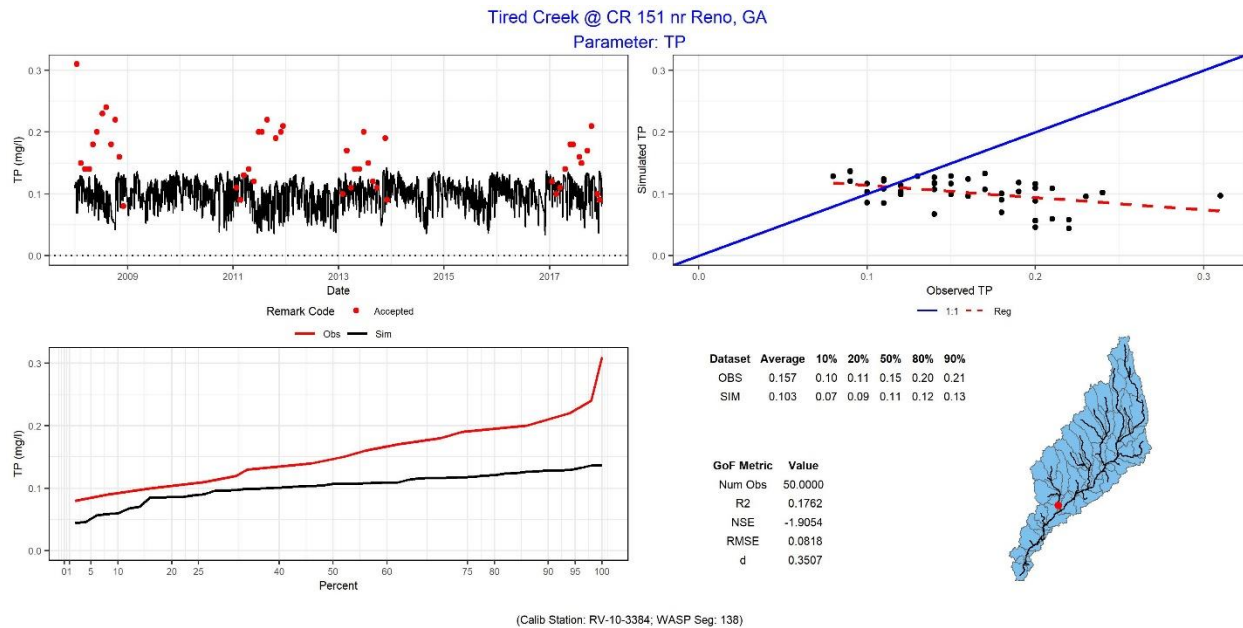 Tired Creek @ CR 151 nr Reno, GA
Parameter: TP
TP (mg/l)
0.3
0.2
0.1
0.0
2009 2011 2013 2015 2017
Date
Remark Code Accepted
Obs Sim
Simulated TP
0.3
0.2
0.1
0.0
0.0 0.1 0.2 0.3
Observed TP
1:1 Reg
TP (mg/l)
0.3
0.2
0.1
0.0
0 1 5 10 20 25 40 60 75 80 90 95 100
Percent
Dataset Average 10% 20% 50% 80% 90%
OBS 0.157 0.10 0.11 0.15 0.20 0.21
SIM 0.103 0.07 0.09 0.11 0.12 0.13
GoF Metric Value
Num Obs 50.0000
R2 0.1762
NSE -1.9054
RMSE 0.0818
d 0.3507
(Calib Station: RV-10-3384; WASP Seg: 138)